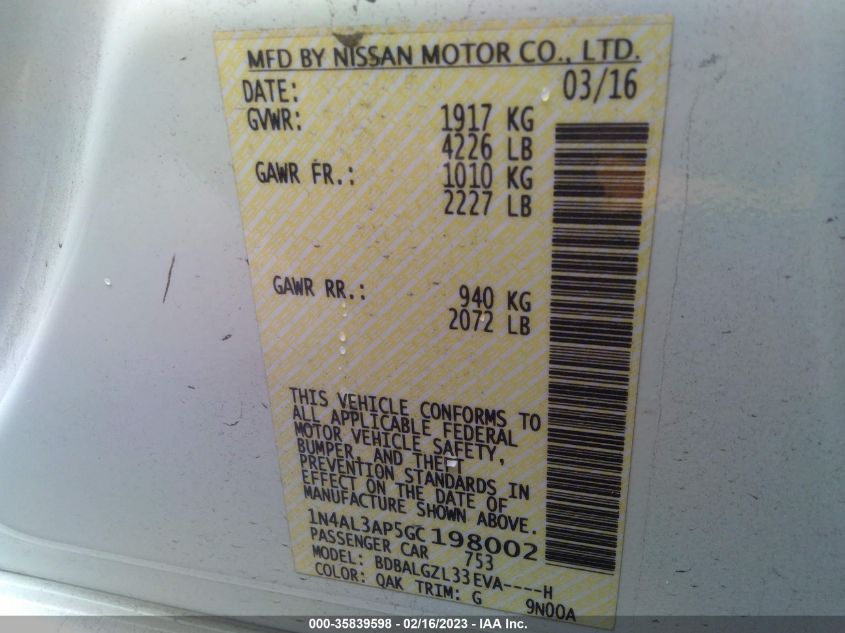 MFD BY NISSAN MOTOR CO., LTD.
DATE: 03/16
GVWR: 1917 KG
4226 LB
GAWR FR.: 1010 KG
2227 LB
GAWR RR.: 940 KG
2072 LB
THIS VEHICLE CONFORMS TO
ALL APPLICABLE FEDERAL
MOTOR VEHICLE SAFETY,
BUMPER, AND THEFT
PREVENTION STANDARDS IN
EFFECT ON THE DATE OF
MANUFACTURE SHOWN ABOVE.
1N4AL3AP5GC198002
PASSENGER CAR 753
MODEL: BDBALGZL33EVA----H
COLOR: QAK TRIM: G 9N00A
000-35839598 - 02/16/2023 - IAA Inc.